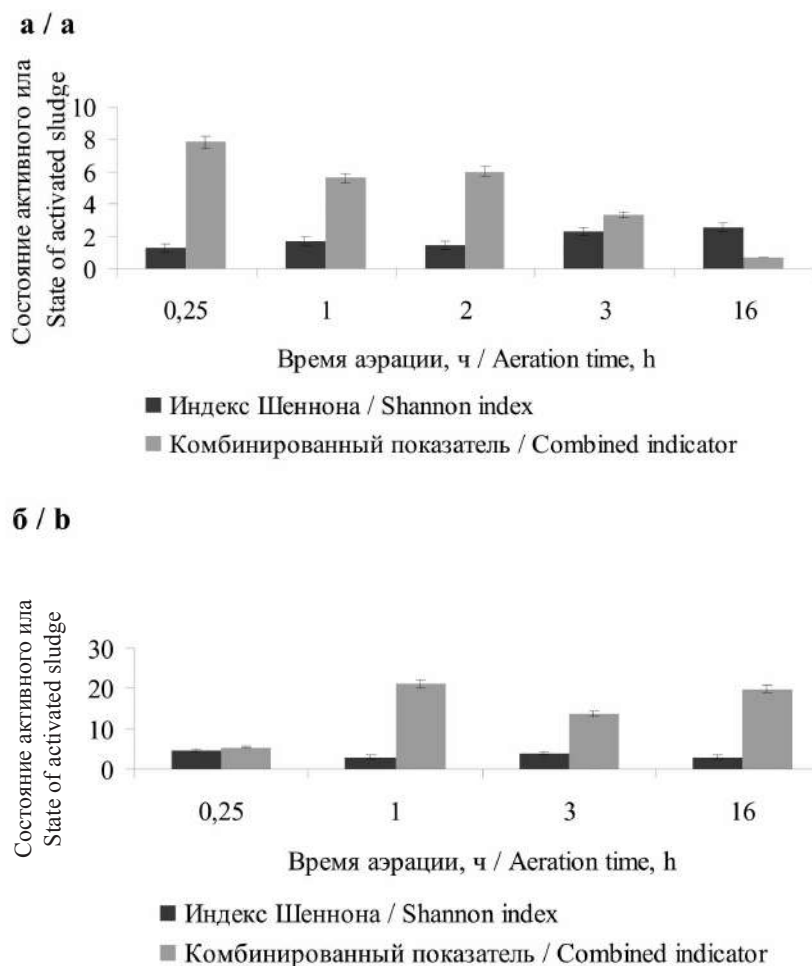 а / a
Состояние активного ила
State of activated sludge
10
8
6
4
2
0
0,25 1 2 3 16
Время аэрации, ч / Aeration time, h
Индекс Шеннона / Shannon index
Комбинированный показатель / Combined indicator
б / b
Состояние активного ила
State of activated sludge
30
20
10
0
0,25 1 3 16
Время аэрации, ч / Aeration time, h
Индекс Шеннона / Shannon index
Комбинированный показатель / Combined indicator